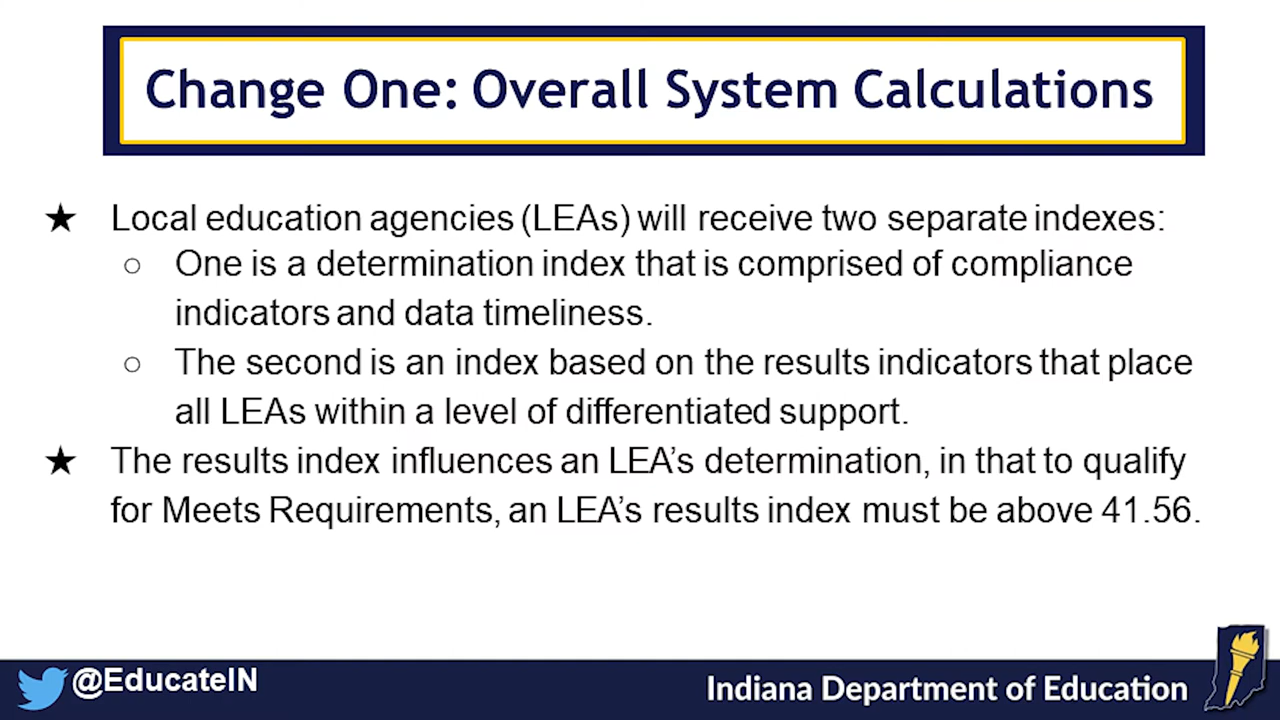 Change One: Overall System Calculations
★ Local education agencies (LEAs) will receive two separate indexes:
○ One is a determination index that is comprised of compliance
indicators and data timeliness.
○ The second is an index based on the results indicators that place
all LEAs within a level of differentiated support.
★ The results index influences an LEA’s determination, in that to qualify
for Meets Requirements, an LEA’s results index must be above 41.56.
@EducateIN
Indiana Department of Education